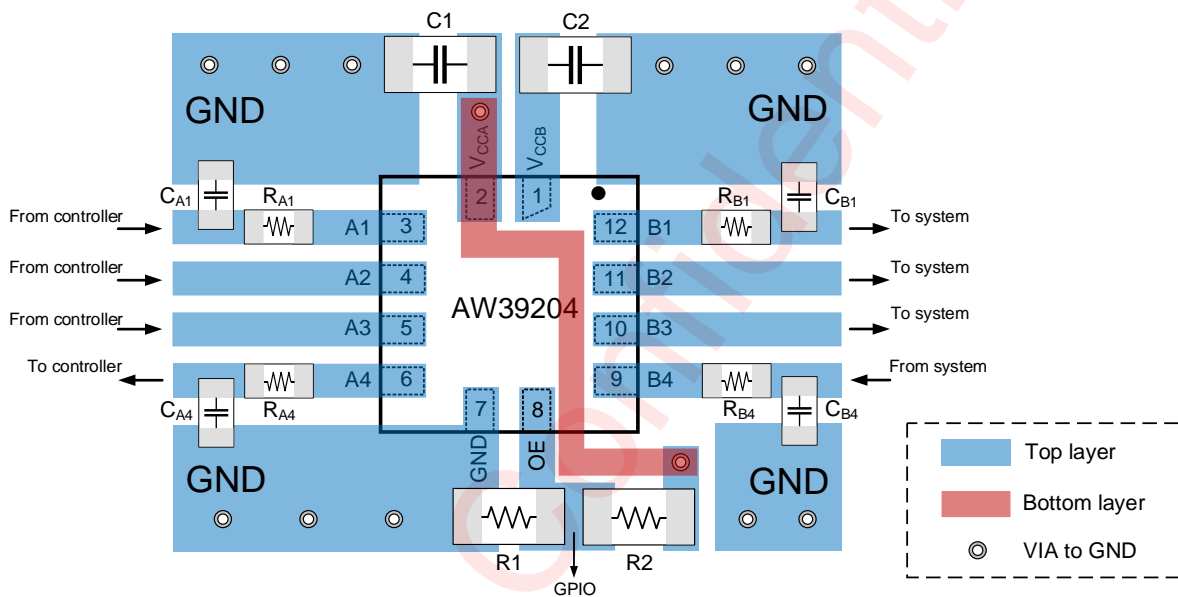 C1
C2
GND
GND
VCCA
VCCB
2
1
CA1
RA1
RB1
CB1
From controller
A1
3
12
B1
To system
From controller
A2
4
11
B2
To system
AW39204
From controller
A3
5
10
B3
To system
To controller
A4
6
9
B4
From system
CA4
RA4
7
8
RB4
CB4
GND
OE
GND
GND
R1
R2
GPIO
Top layer
Bottom layer
VIA to GND